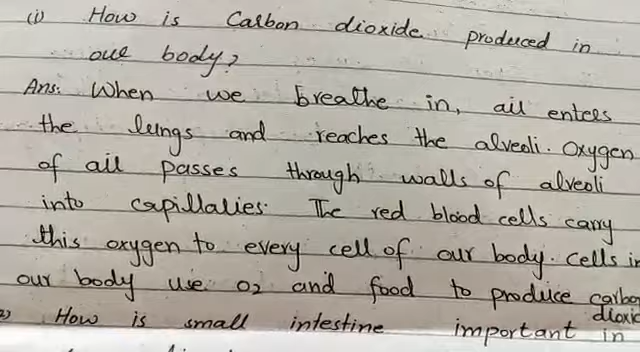 (i) How is Carbon dioxide produced in
our body?
Ans: When we breathe in, air enters
the lungs and reaches the alveoli. Oxygen
of air passes through walls of alveoli
into capillaries. The red blood cells carry
this oxygen to every cell of our body. Cells in
our body use O2 and food to produce carbon
dioxid
2) How is small intestine important in